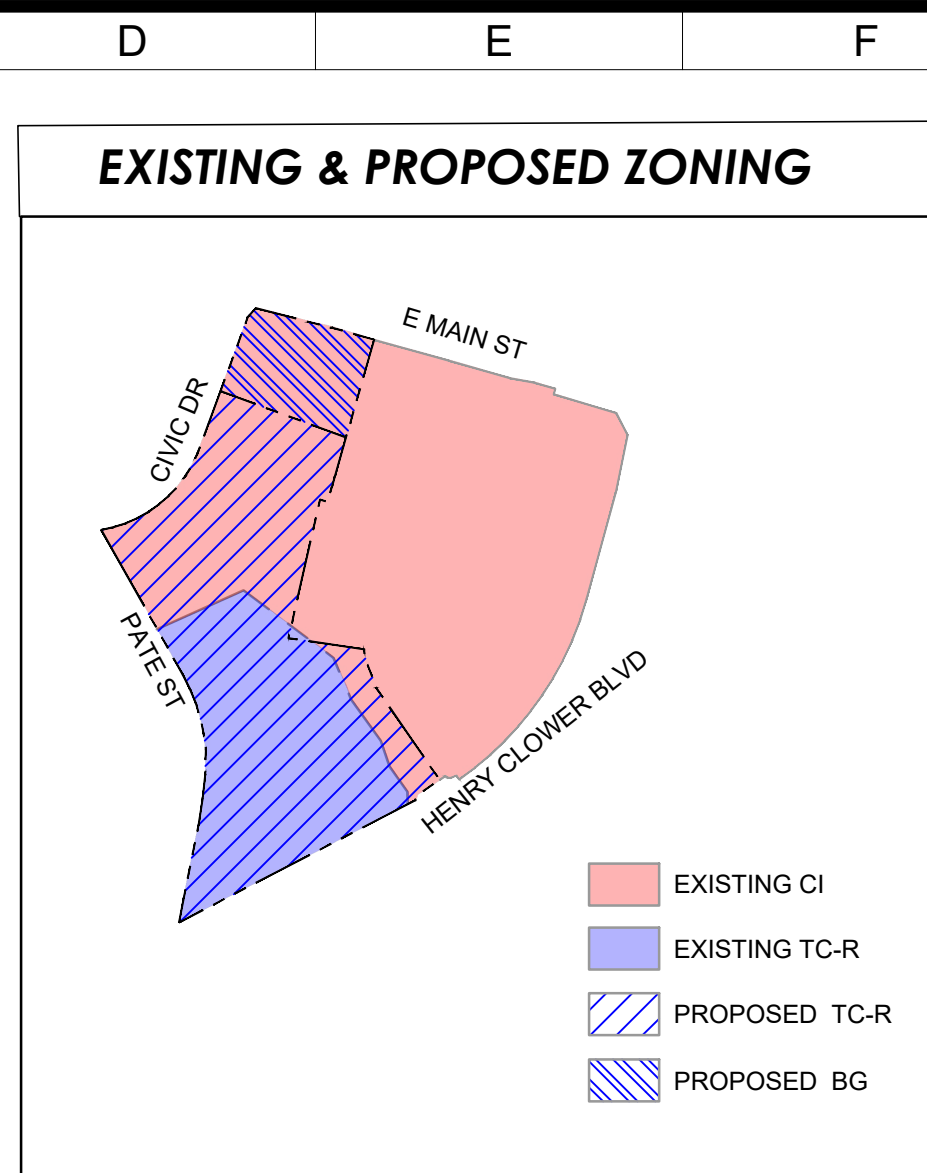 D E F
EXISTING & PROPOSED ZONING
E MAIN ST
CIVIC DR
PATE ST
HENRY CLOWER BLVD
EXISTING CI
EXISTING TC-R
PROPOSED TC-R
PROPOSED BG